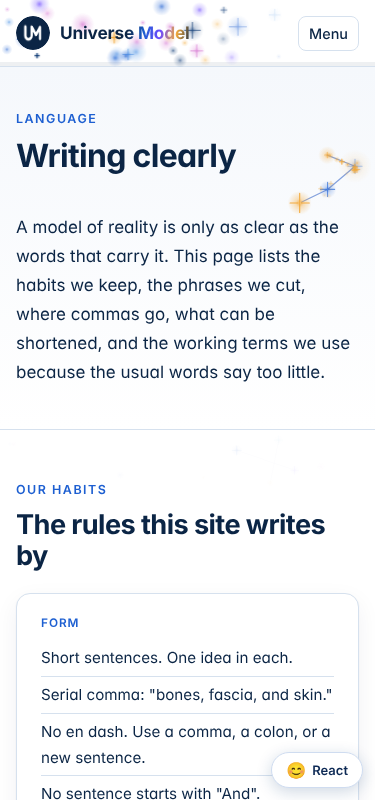 UM Universe Model
Menu
LANGUAGE
Writing clearly
A model of reality is only as clear as the
words that carry it. This page lists the
habits we keep, the phrases we cut,
where commas go, what can be
shortened, and the working terms we use
because the usual words say too little.
OUR HABITS
The rules this site writes
by
FORM
Short sentences. One idea in each.
Serial comma: "bones, fascia, and skin."
No en dash. Use a comma, a colon, or a
new sentence.
React
No sentence starts with "And".